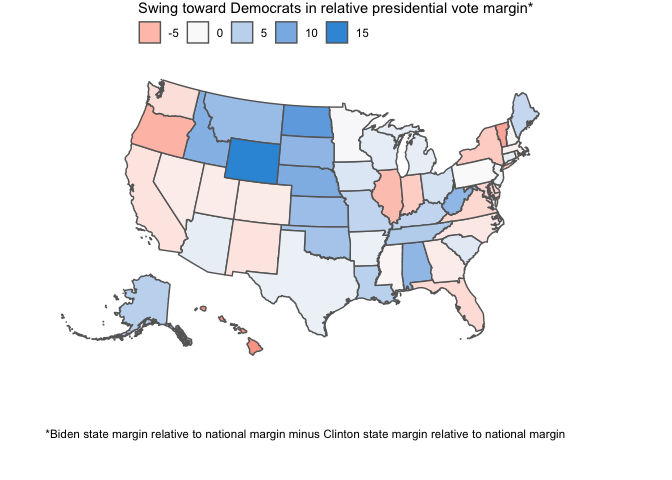 Swing toward Democrats in relative presidential vote margin*
-5 0 5 10 15
*Biden state margin relative to national margin minus Clinton state margin relative to national margin